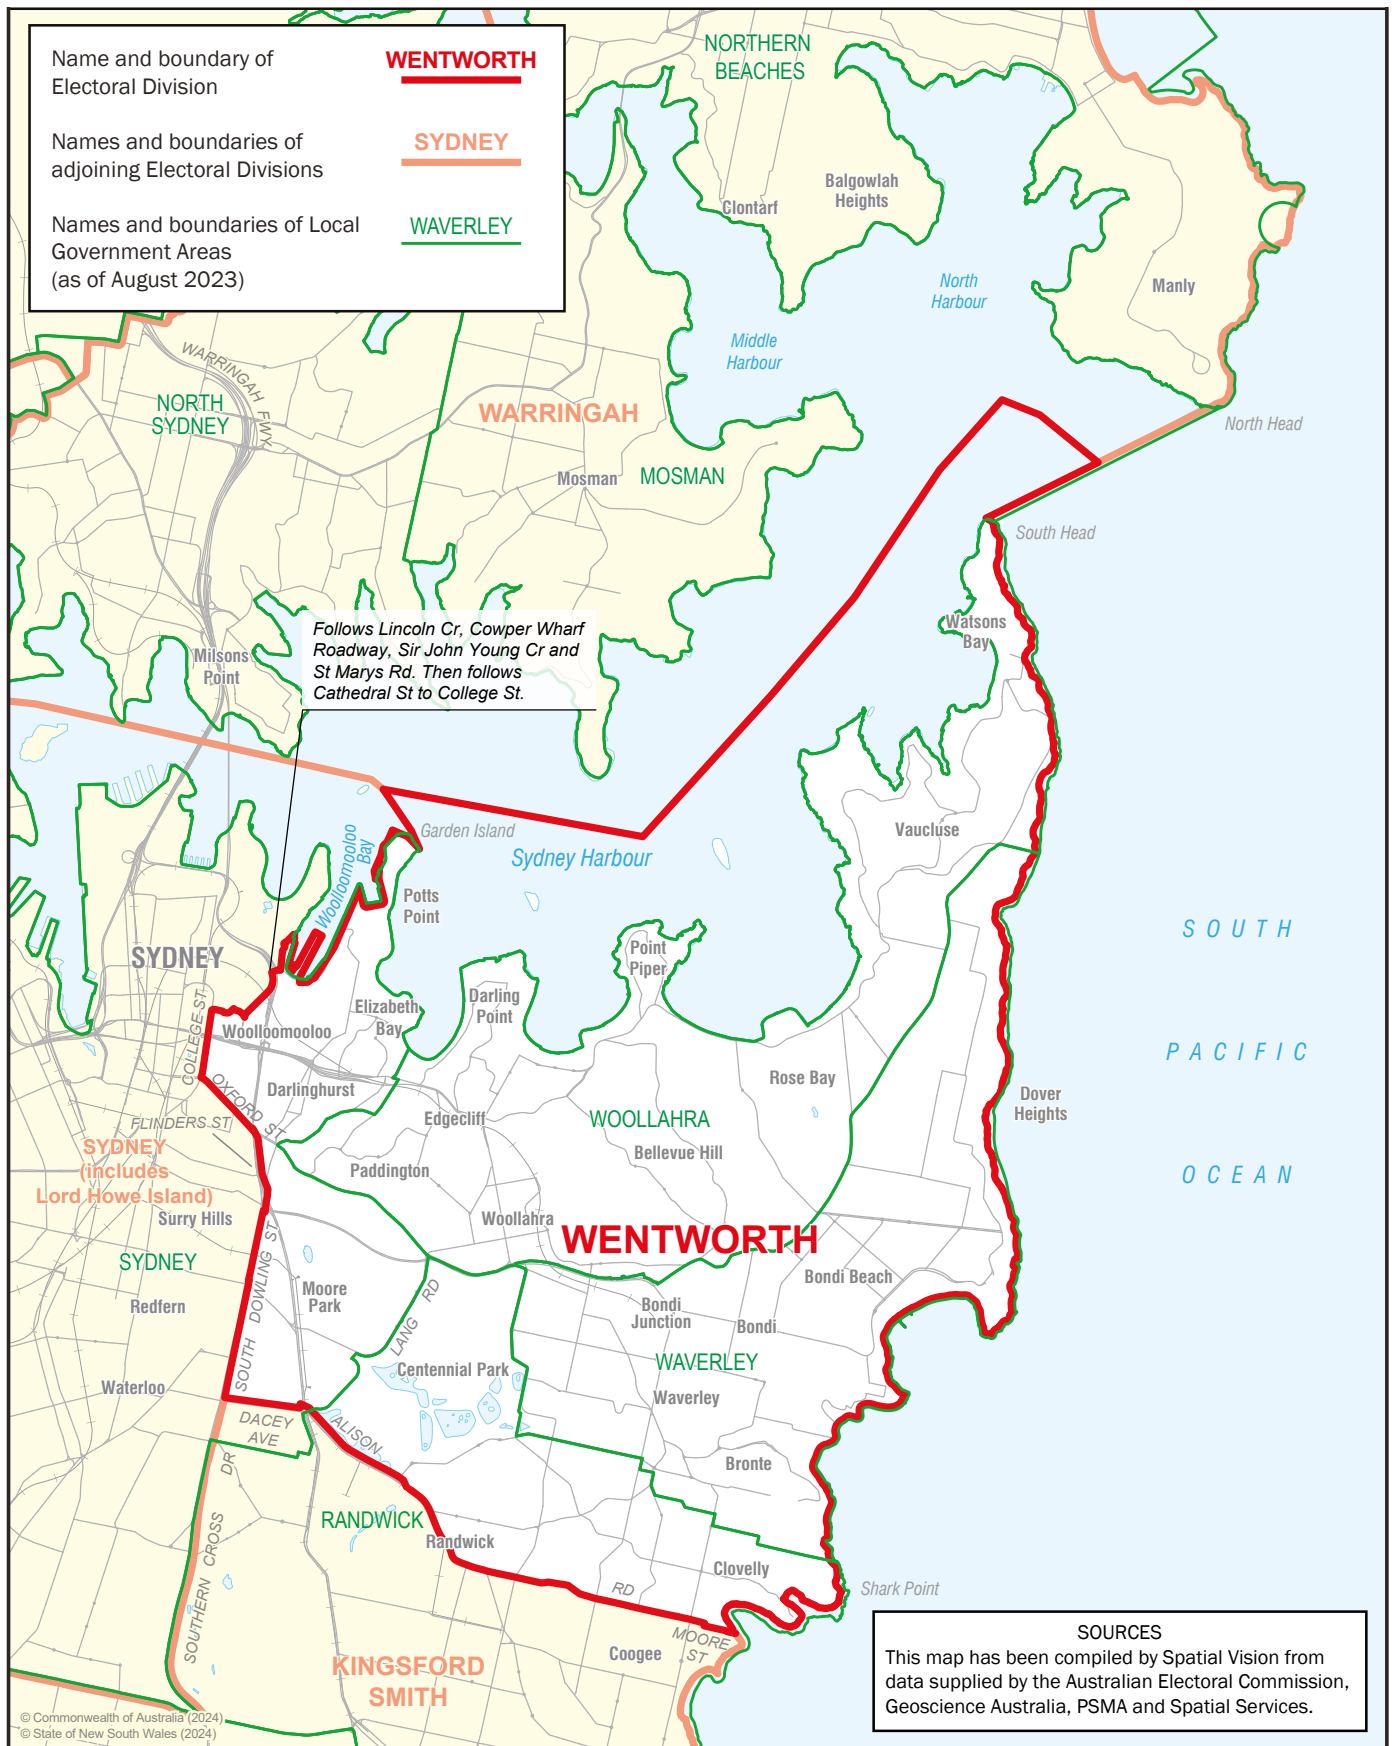 Name and boundary of
Electoral Division
WENTWORTH
Names and boundaries of
adjoining Electoral Divisions
SYDNEY
Names and boundaries of Local
Government Areas
(as of August 2023)
WAVERLEY
NORTHERN
BEACHES
Clontarf
Balgowlah
Heights
Manly
North
Harbour
Middle
Harbour
WARRINGAH FWY
NORTH
SYDNEY
WARRINGAH
Mosman
MOSMAN
North Head
South Head
Follows Lincoln Cr, Cowper Wharf
Roadway, Sir John Young Cr and
St Marys Rd. Then follows
Cathedral St to College St.
Milsons
Point
Watsons
Bay
Vaucluse
Garden Island
Sydney Harbour
Woolloomooloo
Bay
Potts
Point
SYDNEY
Point
Piper
Darling
Point
Elizabeth
Bay
Woolloomooloo
COLLEGE ST
Darlinghurst
OXFORD ST
FLINDERS ST
Edgecliff
Rose Bay
WOOLLAHRA
Bellevue Hill
Dover
Heights
SOUTH
PACIFIC
OCEAN
SYDNEY
(includes
Lord Howe Island)
Surry Hills
Paddington
Woollahra
WENTWORTH
SYDNEY
Redfern
SOUTH DOWLING ST
Moore
Park
LANG RD
Bondi Beach
Bondi
Junction
Bondi
Centennial Park
WAVERLEY
Waverley
Waterloo
DACEY
AVE
ALISON
Bronte
SOUTHERN CROSS DR
RANDWICK
Randwick
Clovelly
RD
Shark Point
MOORE
ST
Coogee
KINGSFORD
SMITH
SOURCES
This map has been compiled by Spatial Vision from
data supplied by the Australian Electoral Commission,
Geoscience Australia, PSMA and Spatial Services.
© Commonwealth of Australia (2024)
© State of New South Wales (2024)